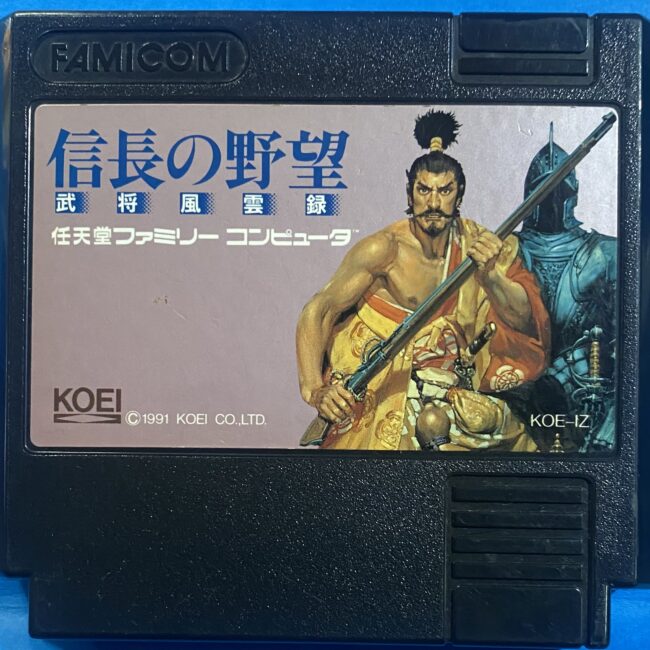 FAMICOM
信長の野望
武将風雲録
任天堂ファミリー コンピュータ™
KOEI
©1991 KOEI CO.,LTD.
KOE-IZ